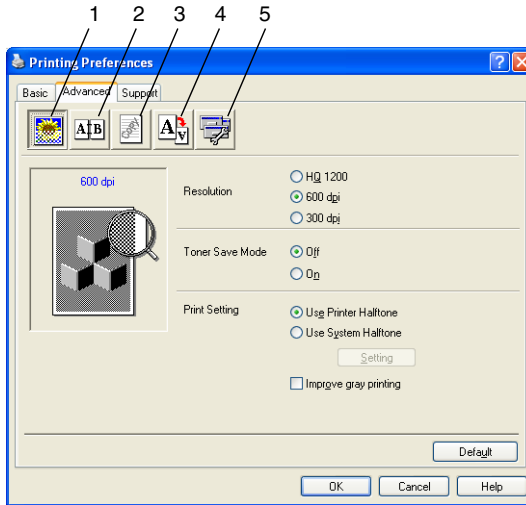 1 2 3 4 5
Printing Preferences
Basic Advanced Support
A B Copy A A
600 dpi
Resolution
HQ 1200
600 dpi
300 dpi
Toner Save Mode
Off
On
Print Setting
Use Printer Halftone
Use System Halftone
Setting
Improve gray printing
Default
OK Cancel Help